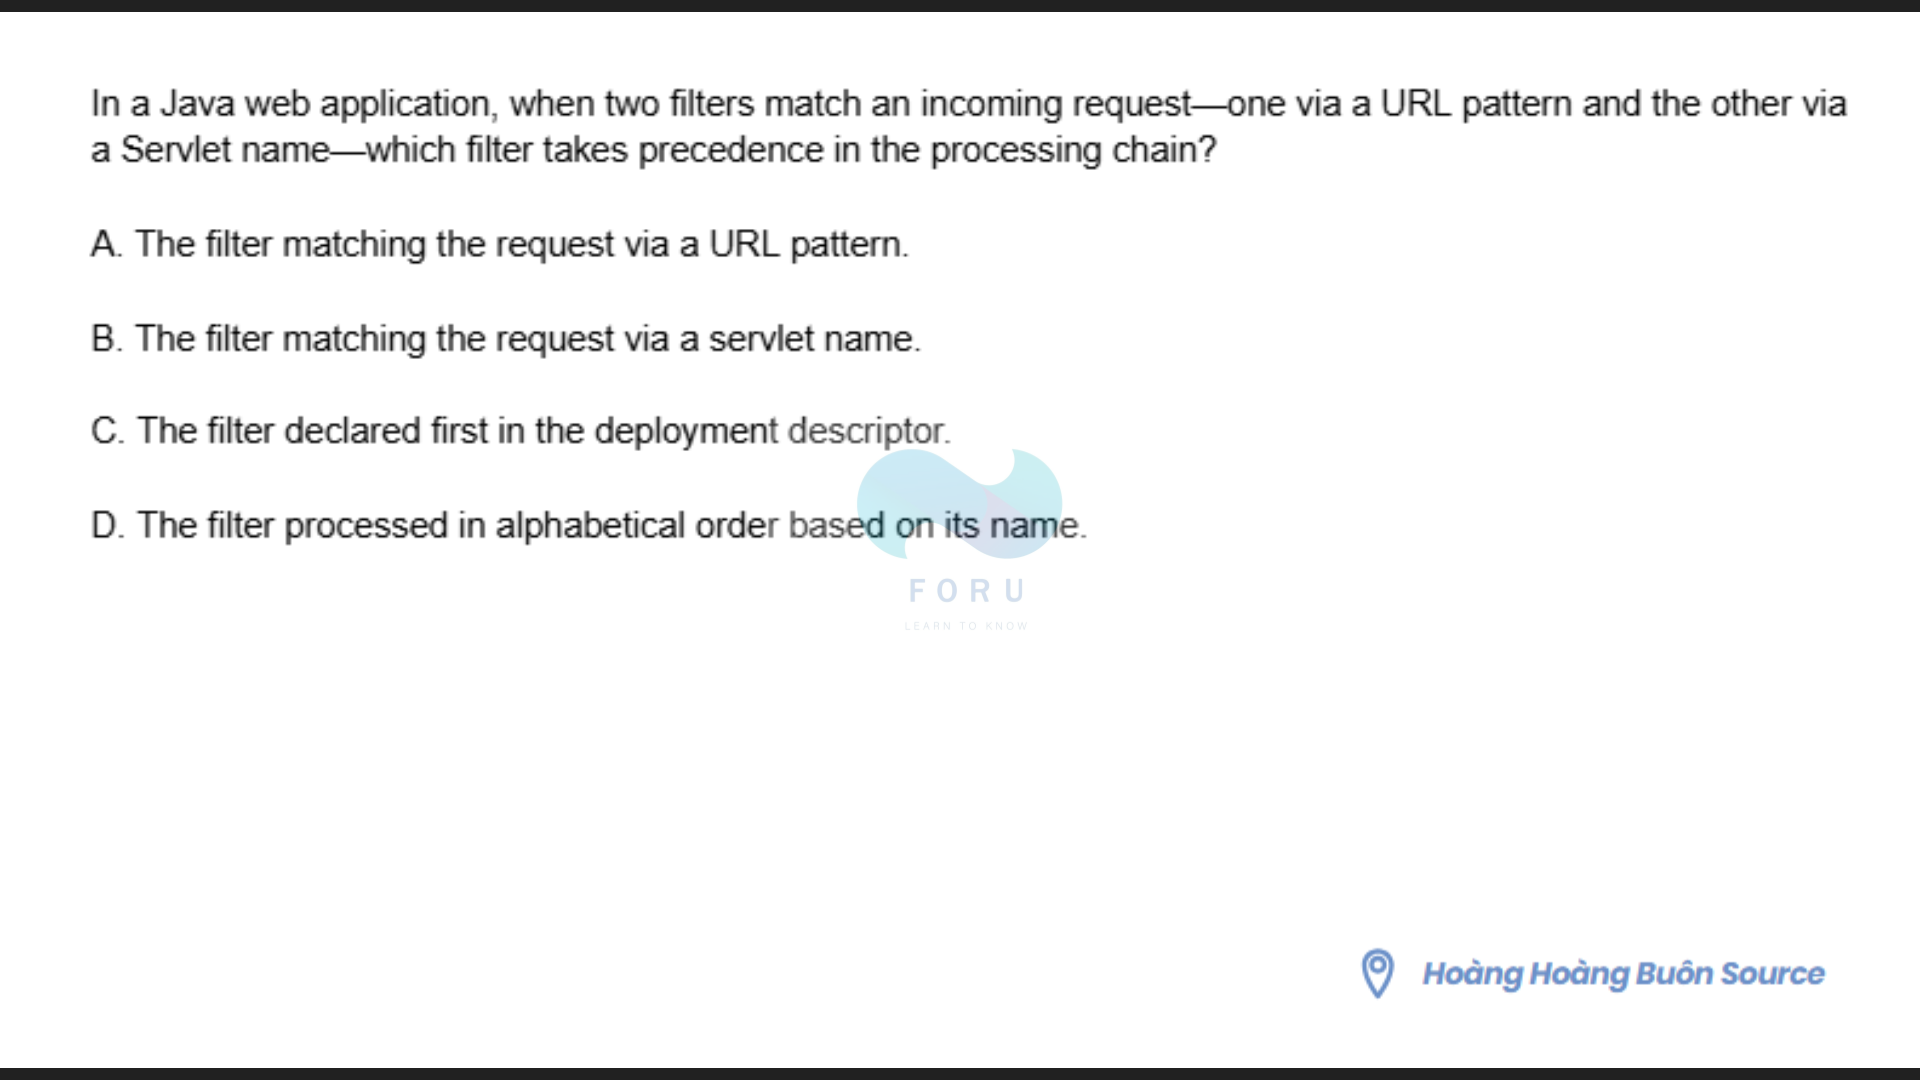 In a Java web application, when two filters match an incoming request—one via a URL pattern and the other via
a Servlet name—which filter takes precedence in the processing chain?
A. The filter matching the request via a URL pattern.
B. The filter matching the request via a servlet name.
C. The filter declared first in the deployment descriptor.
D. The filter processed in alphabetical order based on its name.
FORU
LEARN TO KNOW
Hoàng Hoàng Buôn Source